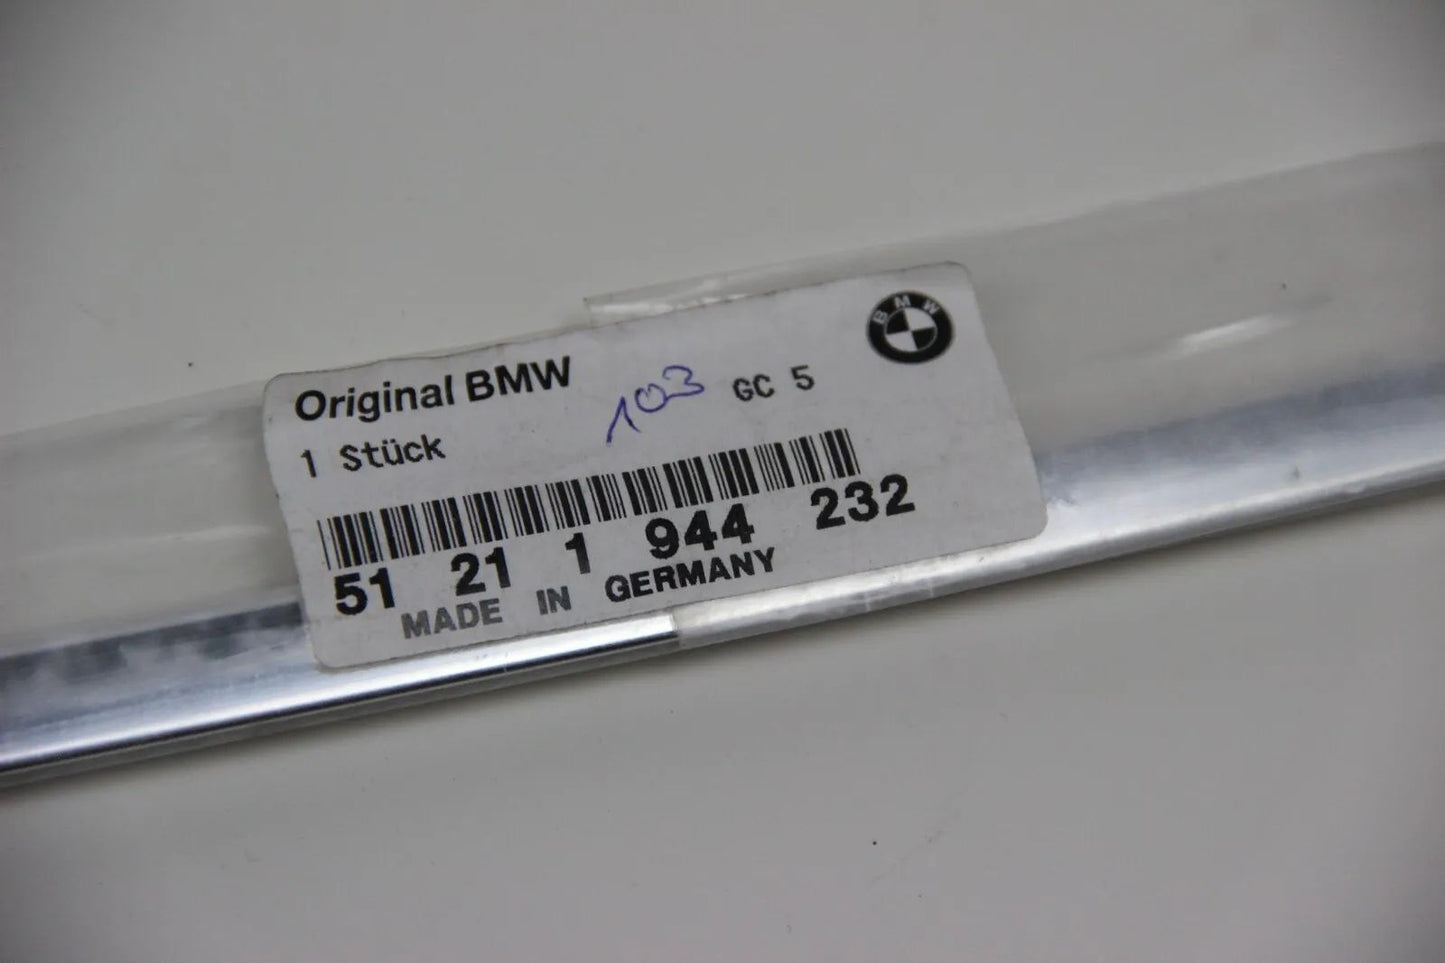 BMW
Original BMW
103 GC 5
1 Stück
51 21 1 944 232
MADE IN GERMANY